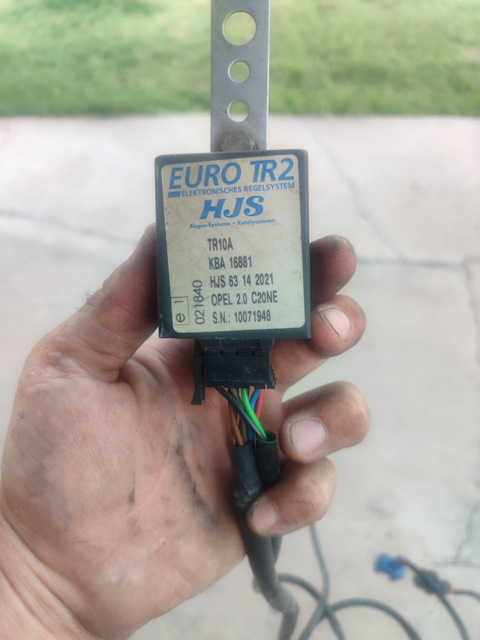 EURO TR2
ELEKTRONISCHES REGELSYSTEM
HJS
Abgas-Systeme • Katalysatoren
TR10A
KBA 16881
HJS 63 14 2021
OPEL 2.0 C20NE
S.N.: 10071948
e 1
021840